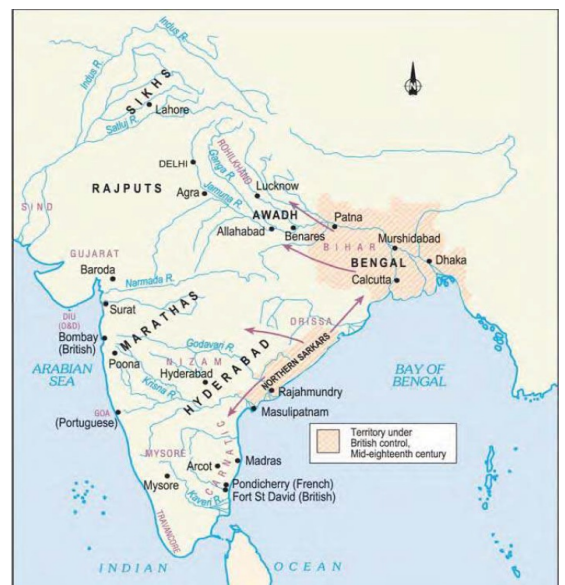 Indus R.
Indus R.
SIKHS
Lahore
Satluj R.
N
DELHI
ROHILKHAND
Ganga R.
Jamuna R.
RAJPUTS
Agra
Lucknow
AWADH
SIND
Allahabad
Benares
Patna
BIHAR
Murshidabad
BENGAL
Dhaka
GUJARAT
Baroda
Narmada R.
Calcutta
Surat
DIU
(O&D)
MARATHAS
ORISSA
Bombay
(British)
Godavari R.
NIZAM
Poona
Hyderabad
HYDERABAD
NORTHERN SARKARS
ARABIAN
SEA
BAY OF
BENGAL
Krisna R.
Rajahmundry
GOA
(Portuguese)
Masulipatnam
Territory under
British control,
Mid-eighteenth century
CARNATIC
MYSORE
Arcot
Madras
Mysore
Pondicherry (French)
Fort St David (British)
Kaveri R.
TRAVANCORE
INDIAN OCEAN